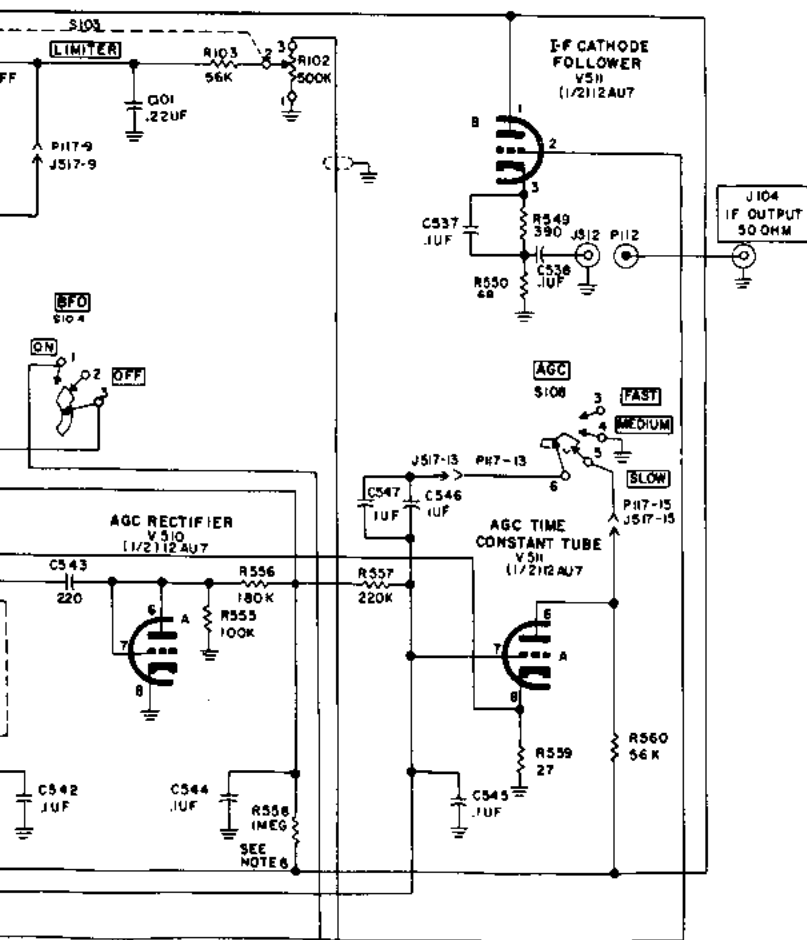 S103
LIMITER
FF
R103
56K
2
3
R102
500K
1
C101
.22UF
P117-9
J517-9
I-F CATHODE
FOLLOWER
V511
(1/2)12AU7
1
B
2
3
C537
.1UF
R549
390
J512
P112
C538
.1UF
R550
68
J104
IF OUTPUT
50 OHM
BFO
S104
ON
1
2
OFF
3
AGC
S108
3
FAST
4
MEDIUM
5
6
SLOW
J517-13
P117-13
P117-15
J517-15
C547
.1UF
C546
1UF
AGC RECTIFIER
V510
(1/2)12AU7
AGC TIME
CONSTANT TUBE
V511
(1/2)12AU7
C543
220
R556
180K
R557
220K
6
A
7
8
R555
100K
6
7
A
8
R559
27
R560
56K
C542
.1UF
C544
.1UF
R558
1MEG
C545
.1UF
SEE
NOTE 6